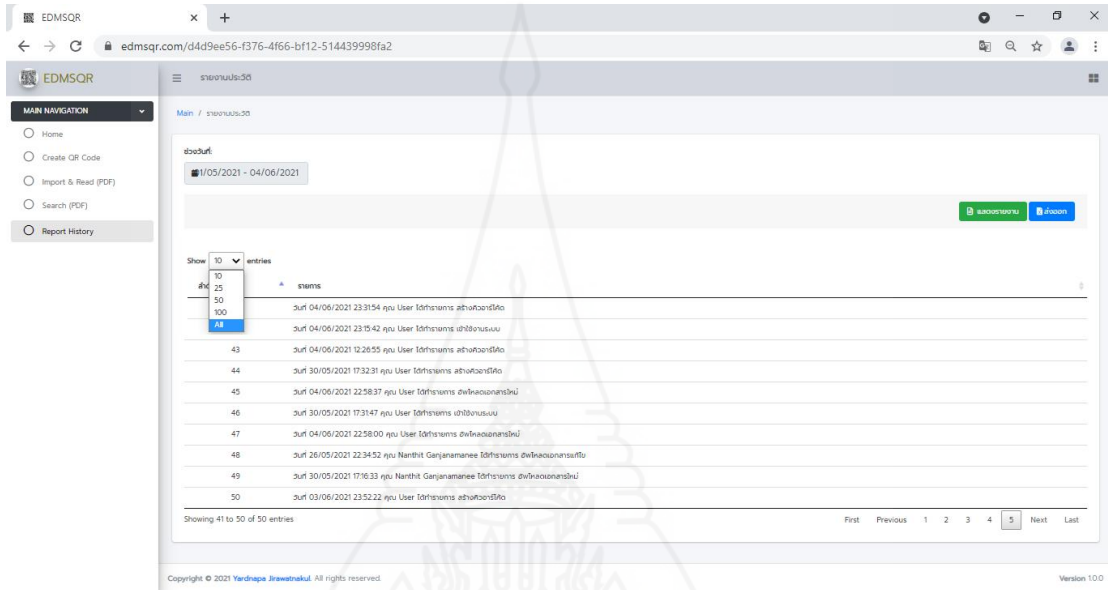 EDMSQR
edmsqr.com/d4d9ee56-f376-4f66-bf12-514439998fa2
EDMSQR
รายงานประวัติ
MAIN NAVIGATION
Home
Create QR Code
Import & Read (PDF)
Search (PDF)
Report History
Main / รายงานประวัติ
ช่วงวันที่:
1/05/2021 - 04/06/2021
แสดงรายงาน ส่งออก
Show 10 entries
10
25
50
100
All
รายการ
วันที่ 04/06/2021 23:31:54 คุณ User ได้ทำรายการ สร้างคิวอาร์โค้ด
วันที่ 04/06/2021 23:15:42 คุณ User ได้ทำรายการ เข้าใช้งานระบบ
43 วันที่ 04/06/2021 12:26:55 คุณ User ได้ทำรายการ สร้างคิวอาร์โค้ด
44 วันที่ 30/05/2021 17:32:31 คุณ User ได้ทำรายการ สร้างคิวอาร์โค้ด
45 วันที่ 04/06/2021 22:58:37 คุณ User ได้ทำรายการ อัพโหลดเอกสารใหม่
46 วันที่ 30/05/2021 17:31:47 คุณ User ได้ทำรายการ เข้าใช้งานระบบ
47 วันที่ 04/06/2021 22:58:00 คุณ User ได้ทำรายการ อัพโหลดเอกสารใหม่
48 วันที่ 26/05/2021 22:34:52 คุณ Nanthit Ganjanamanee ได้ทำรายการ อัพโหลดเอกสารแก้ไข
49 วันที่ 30/05/2021 17:16:33 คุณ Nanthit Ganjanamanee ได้ทำรายการ อัพโหลดเอกสารใหม่
50 วันที่ 03/06/2021 23:52:22 คุณ User ได้ทำรายการ สร้างคิวอาร์โค้ด
Showing 41 to 50 of 50 entries
First Previous 1 2 3 4 5 Next Last
Copyright © 2021 Yardnapa Jirawatnakul. All rights reserved.
Version 1.0.0